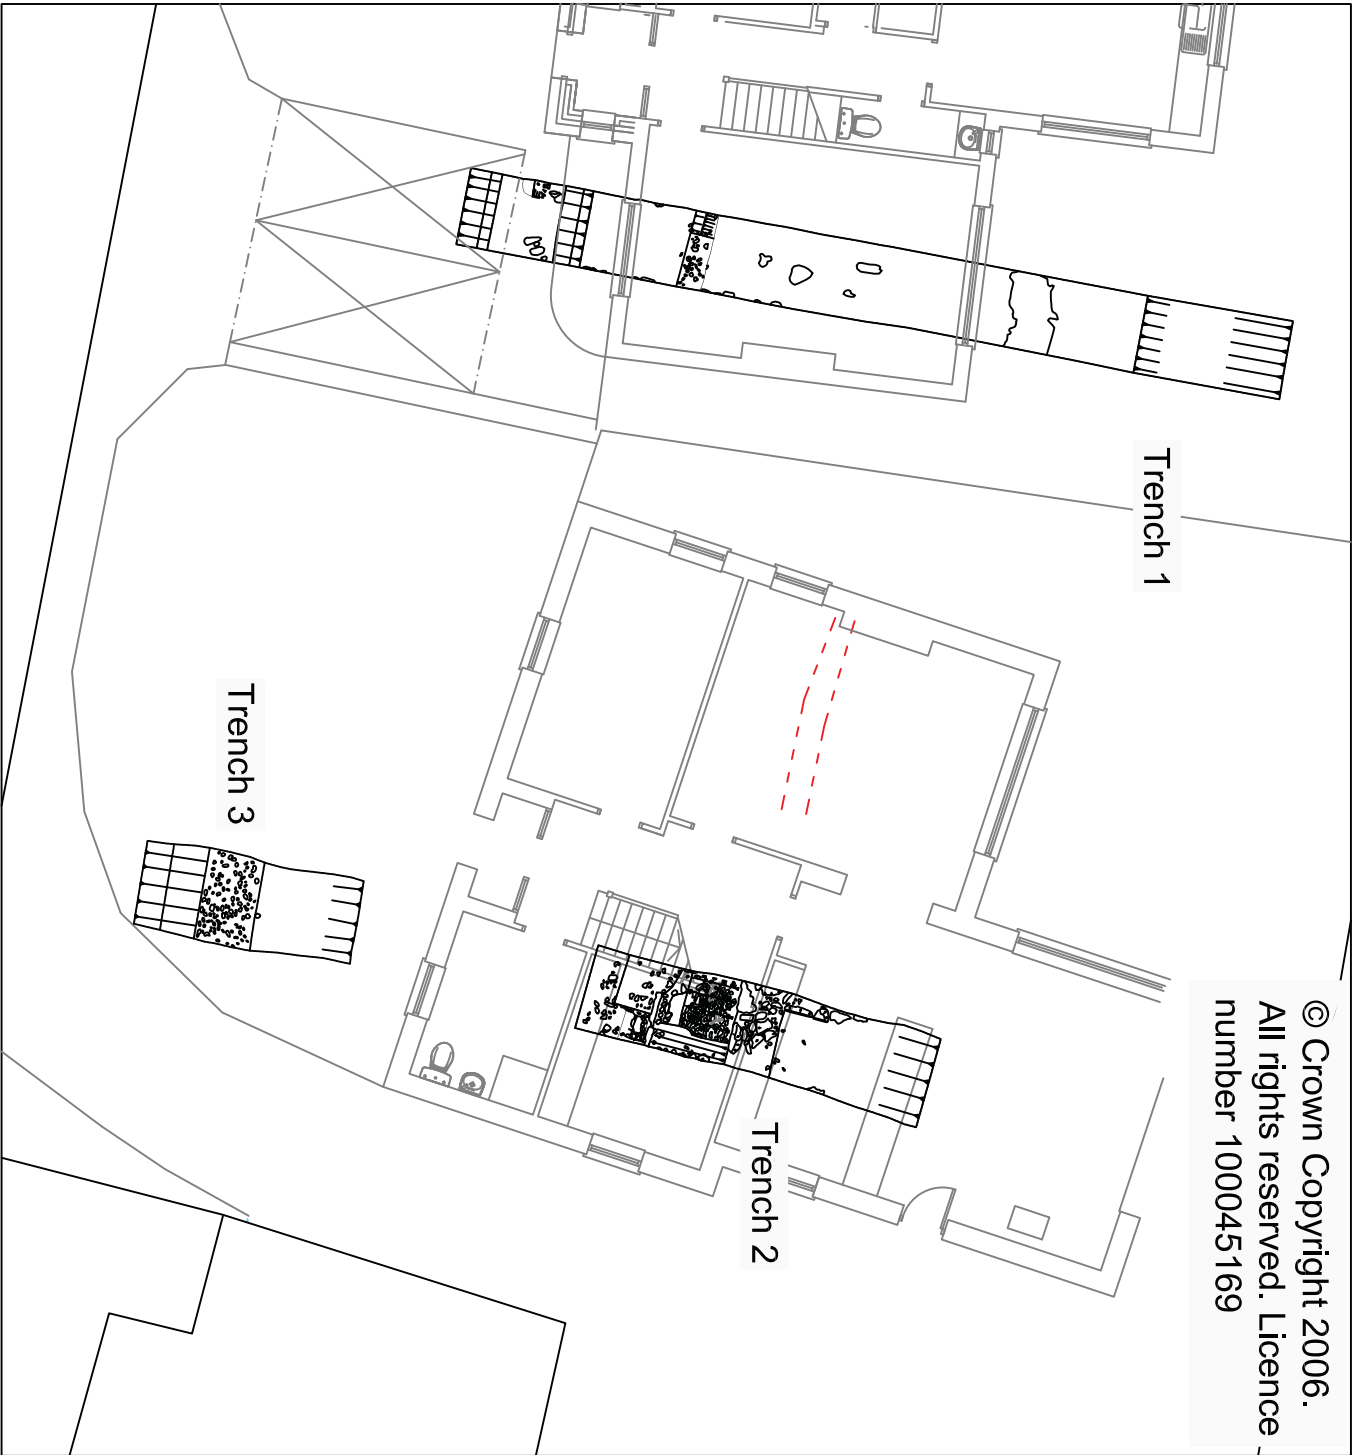 Trench 1
Trench 3
Trench 2
© Crown Copyright 2006.
All rights reserved. Licence
number 100045169